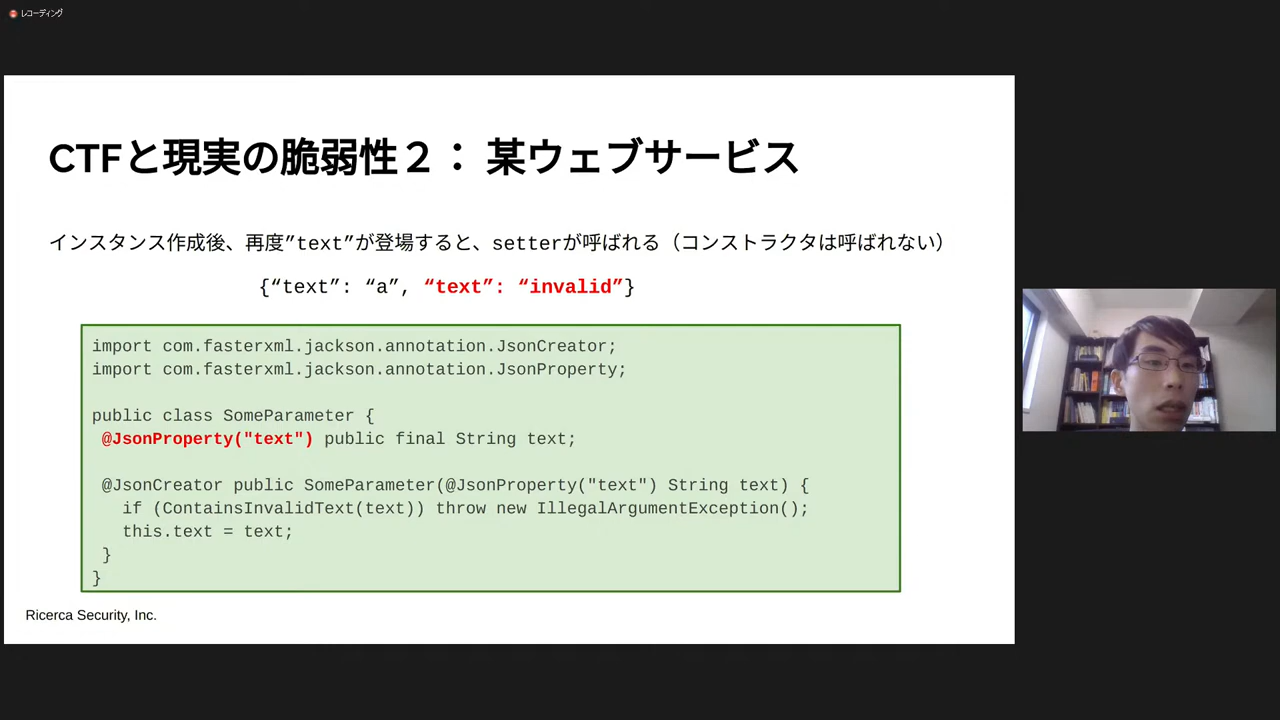 レコーディング
CTFと現実の脆弱性２： 某ウェブサービス
インスタンス作成後、再度”text”が登場すると、setterが呼ばれる（コンストラクタは呼ばれない）
{“text”: “a”, “text”: “invalid”}
import com.fasterxml.jackson.annotation.JsonCreator;
import com.fasterxml.jackson.annotation.JsonProperty;
public class SomeParameter {
@JsonProperty("text") public final String text;
@JsonCreator public SomeParameter(@JsonProperty("text") String text) {
if (ContainsInvalidText(text)) throw new IllegalArgumentException();
this.text = text;
}
}
Ricerca Security, Inc.